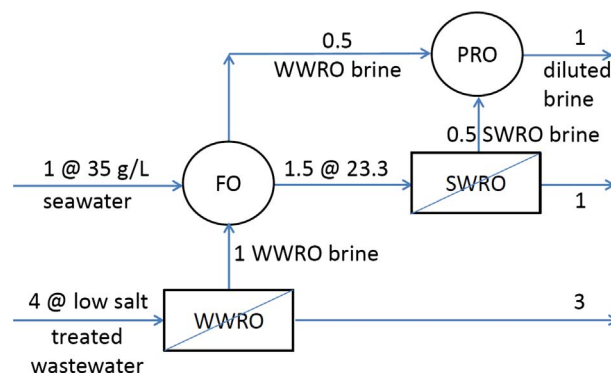 0.5
WWRO brine
PRO
1
diluted
brine
0.5 SWRO brine
1 @ 35 g/L
seawater
FO
1.5 @ 23.3
SWRO
1
1 WWRO brine
4 @ low salt
treated
wastewater
WWRO
3